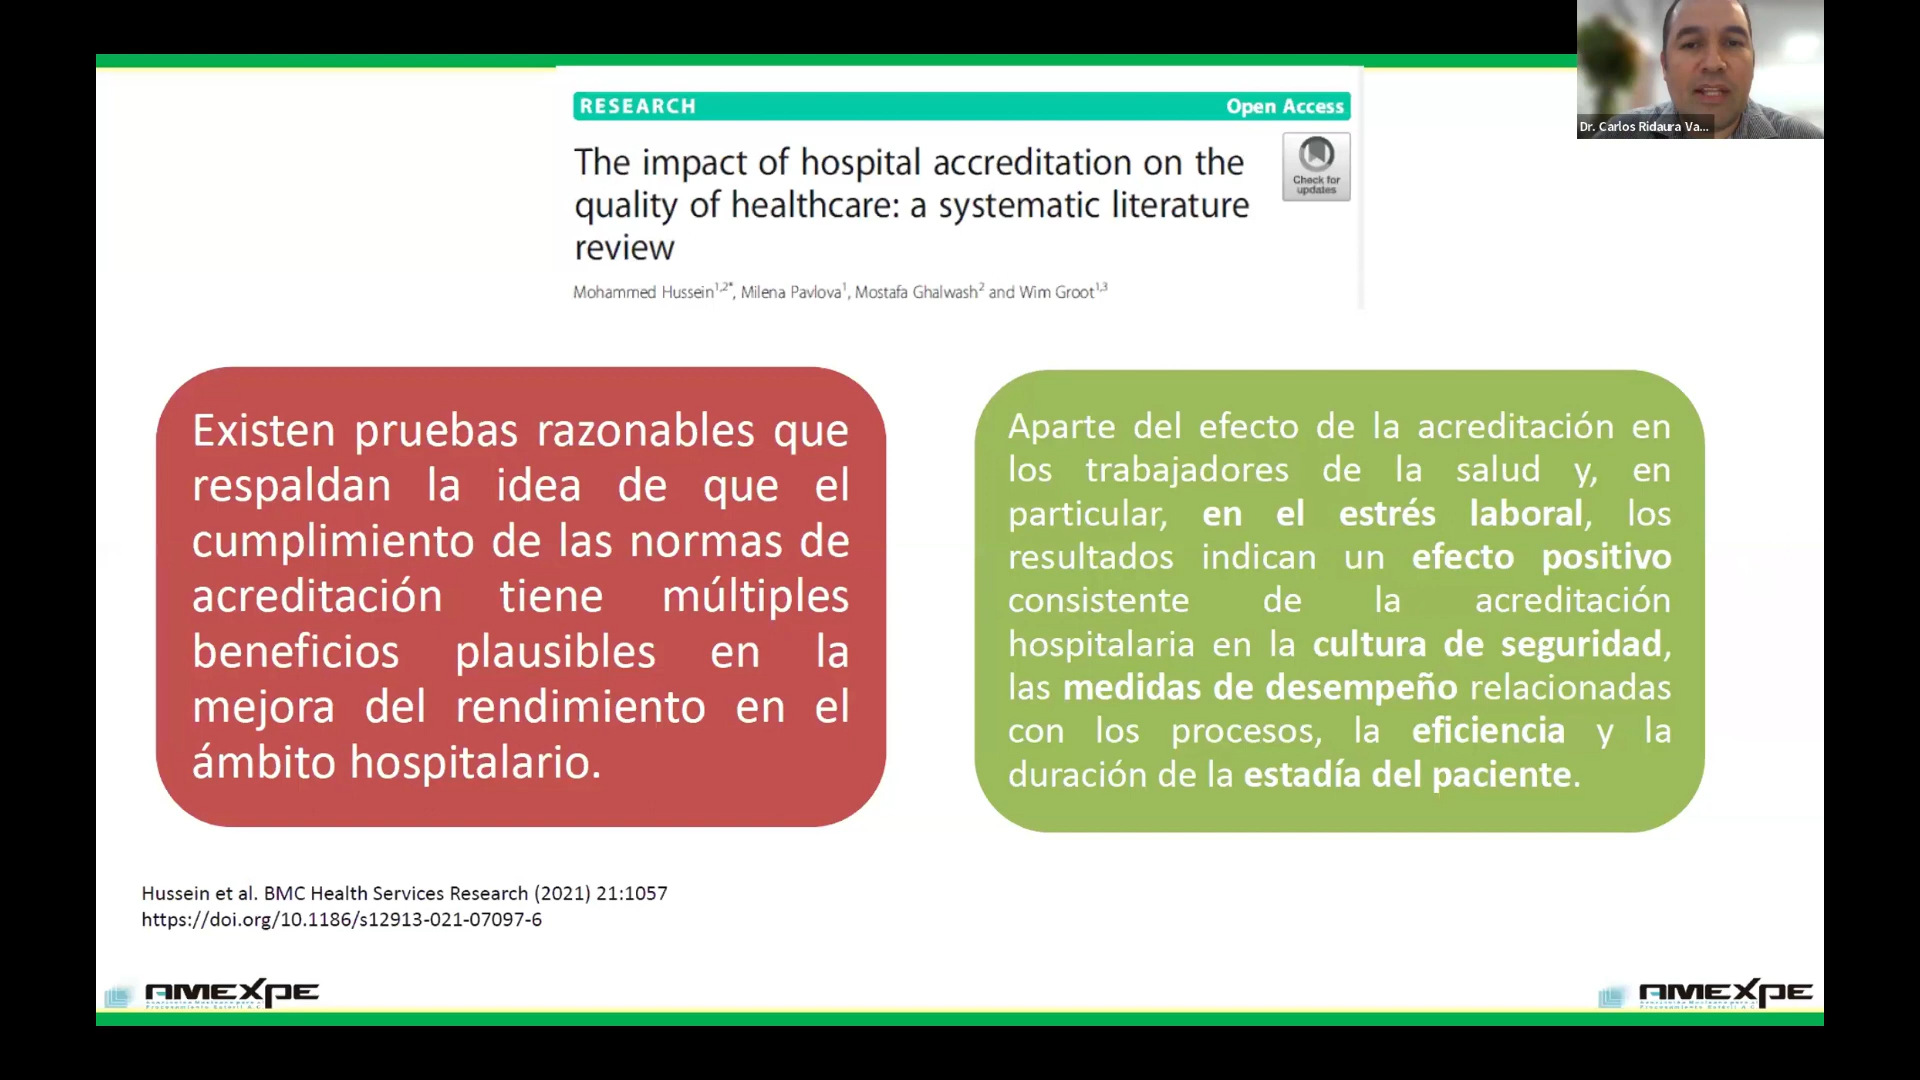 RESEARCH
Open Access
The impact of hospital accreditation on the
quality of healthcare: a systematic literature
review
Check for
updates
Mohammed Hussein1,2*, Milena Pavlova1, Mostafa Ghalwash2 and Wim Groot1,3
Dr. Carlos Ridaura Va...
Existen pruebas razonables que
respaldan la idea de que el
cumplimiento de las normas de
acreditación tiene múltiples
beneficios plausibles en la
mejora del rendimiento en el
ámbito hospitalario.
Aparte del efecto de la acreditación en
los trabajadores de la salud y, en
particular, en el estrés laboral, los
resultados indican un efecto positivo
consistente de la acreditación
hospitalaria en la cultura de seguridad,
las medidas de desempeño relacionadas
con los procesos, la eficiencia y la
duración de la estadía del paciente.
Hussein et al. BMC Health Services Research (2021) 21:1057
https://doi.org/10.1186/s12913-021-07097-6
AMEXPE
AMEXPE